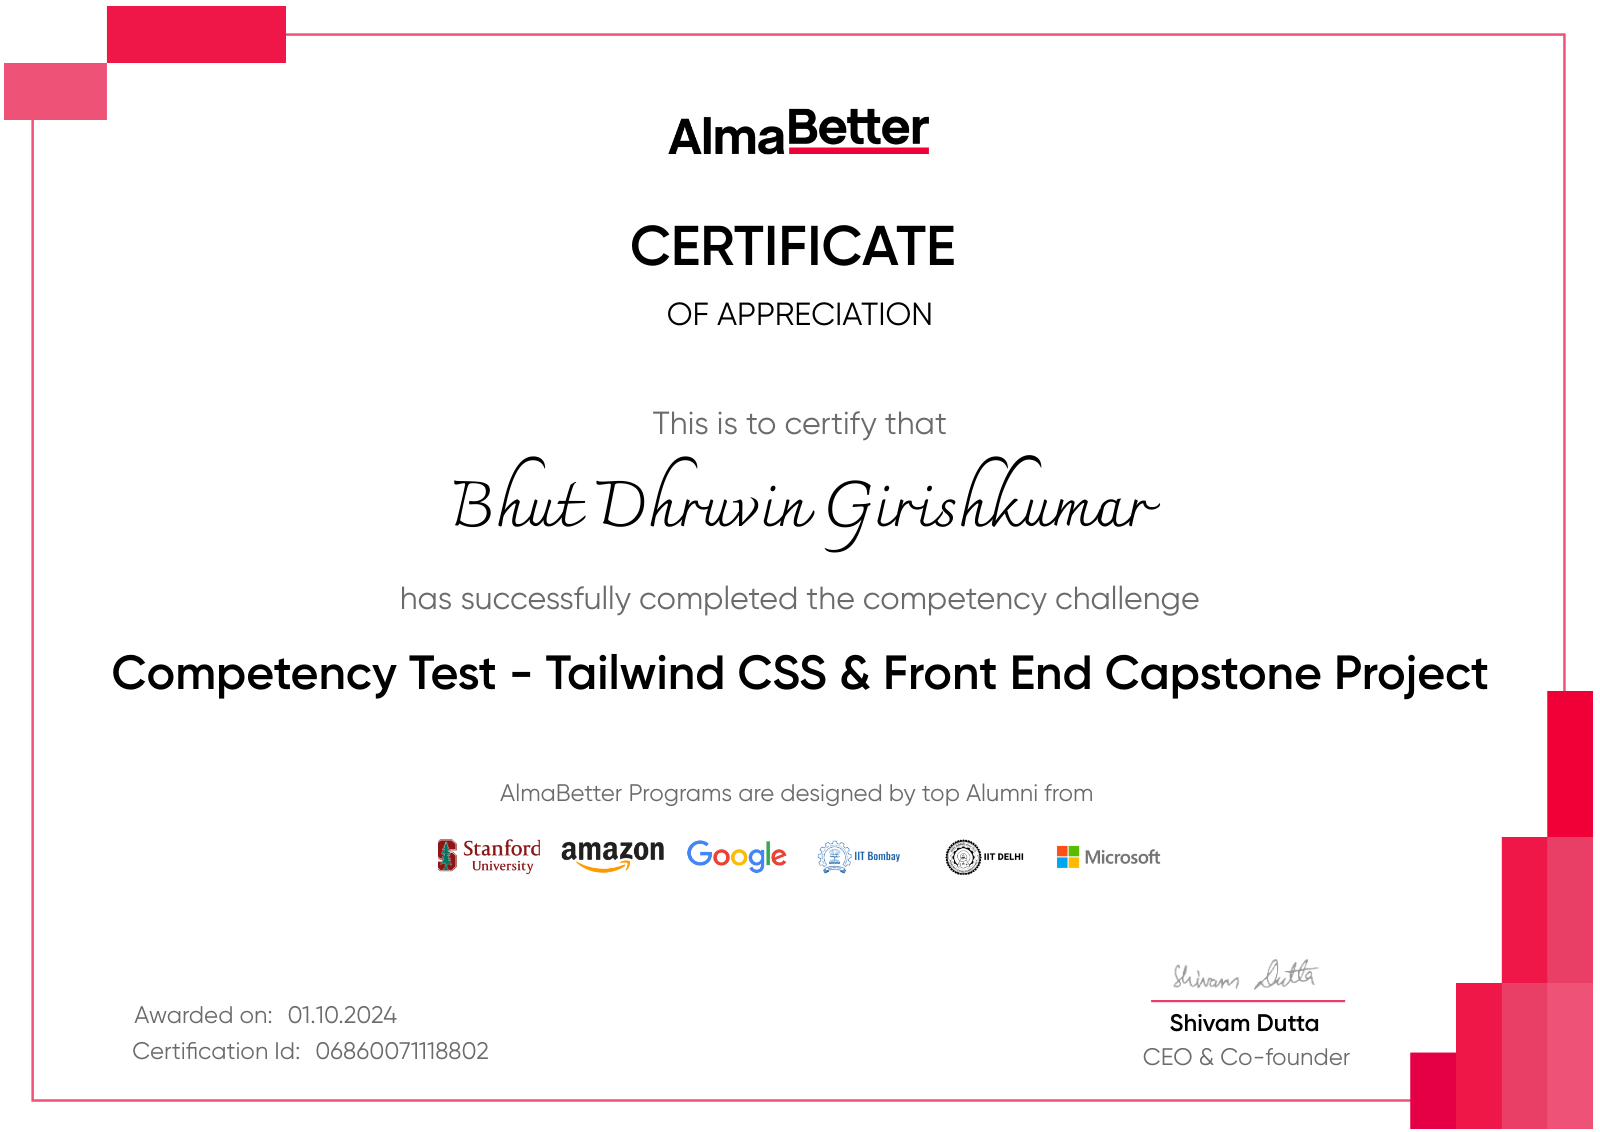 AlmaBetter
CERTIFICATE
OF APPRECIATION
This is to certify that
Bhut Dhruvin Girishkumar
has successfully completed the competency challenge
Competency Test - Tailwind CSS & Front End Capstone Project
AlmaBetter Programs are designed by top Alumni from
Stanford University amazon Google IIT Bombay IIT DELHI Microsoft
Shivam Dutta
Awarded on: 01.10.2024
Certification Id: 06860071118802
Shivam Dutta
CEO & Co-founder